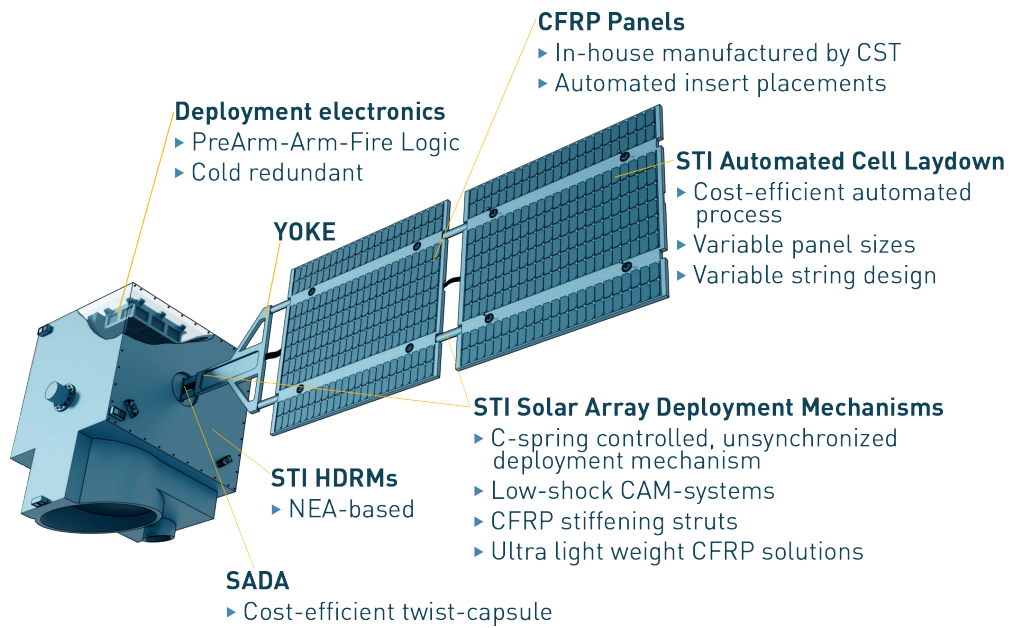 CFRP Panels
▸ In-house manufactured by CST
▸ Automated insert placements
Deployment electronics
▸ PreArm-Arm-Fire Logic
▸ Cold redundant
STI Automated Cell Laydown
▸ Cost-efficient automated
process
▸ Variable panel sizes
▸ Variable string design
YOKE
STI Solar Array Deployment Mechanisms
▸ C-spring controlled, unsynchronized
deployment mechanism
▸ Low-shock CAM-systems
▸ CFRP stiffening struts
▸ Ultra light weight CFRP solutions
STI HDRMs
▸ NEA-based
SADA
▸ Cost-efficient twist-capsule